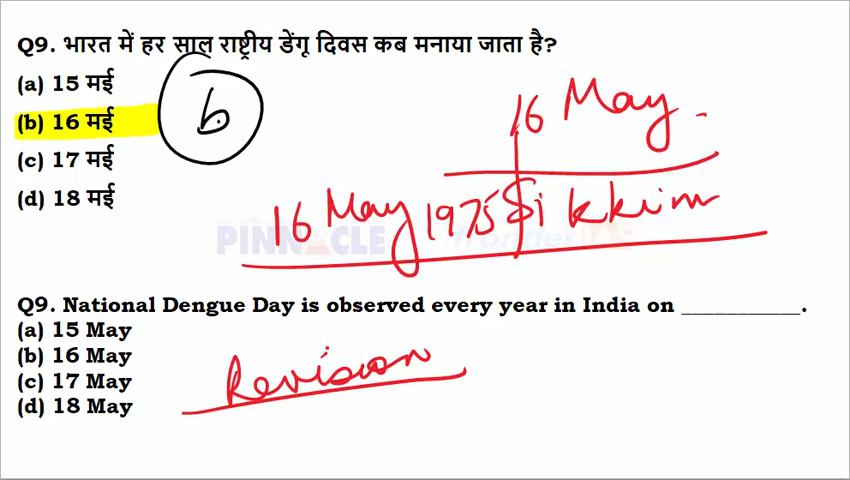 Q9. भारत में हर साल राष्ट्रीय डेंगू दिवस कब मनाया जाता है?
(a) 15 मई
(b) 16 मई
b
(c) 17 मई
(d) 18 मई
16 May
16 May 1975 Sikkim
PINNACLE
Q9. National Dengue Day is observed every year in India on ___________.
(a) 15 May
(b) 16 May
(c) 17 May
(d) 18 May
Revision